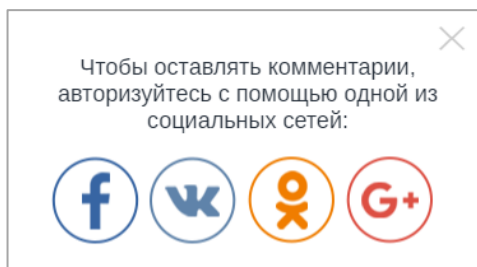 Чтобы оставлять комментарии,
авторизуйтесь с помощью одной из
социальных сетей:
f G+